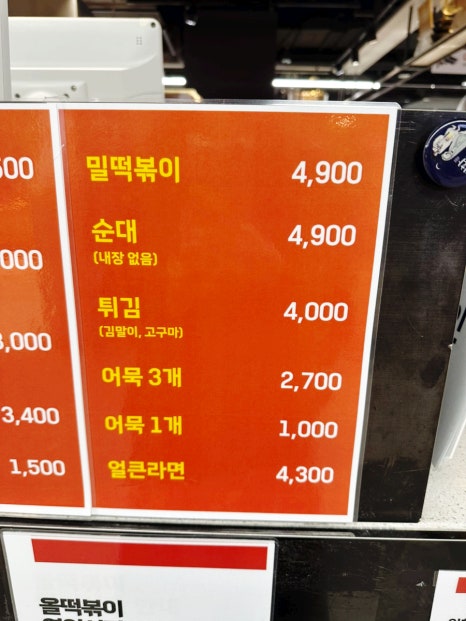 500
000
3,000
3,400
1,500
밀떡볶이 4,900
순대 4,900
(내장 없음)
튀김 4,000
(김말이, 고구마)
어묵 3개 2,700
어묵 1개 1,000
얼큰라면 4,300
올떡볶이